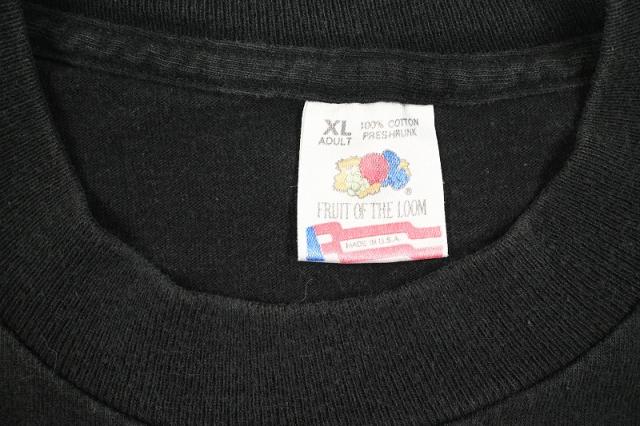 XL 100% COTTON
ADULT PRESHRUNK
®
FRUIT OF THE LOOM
MADE IN U.S.A.